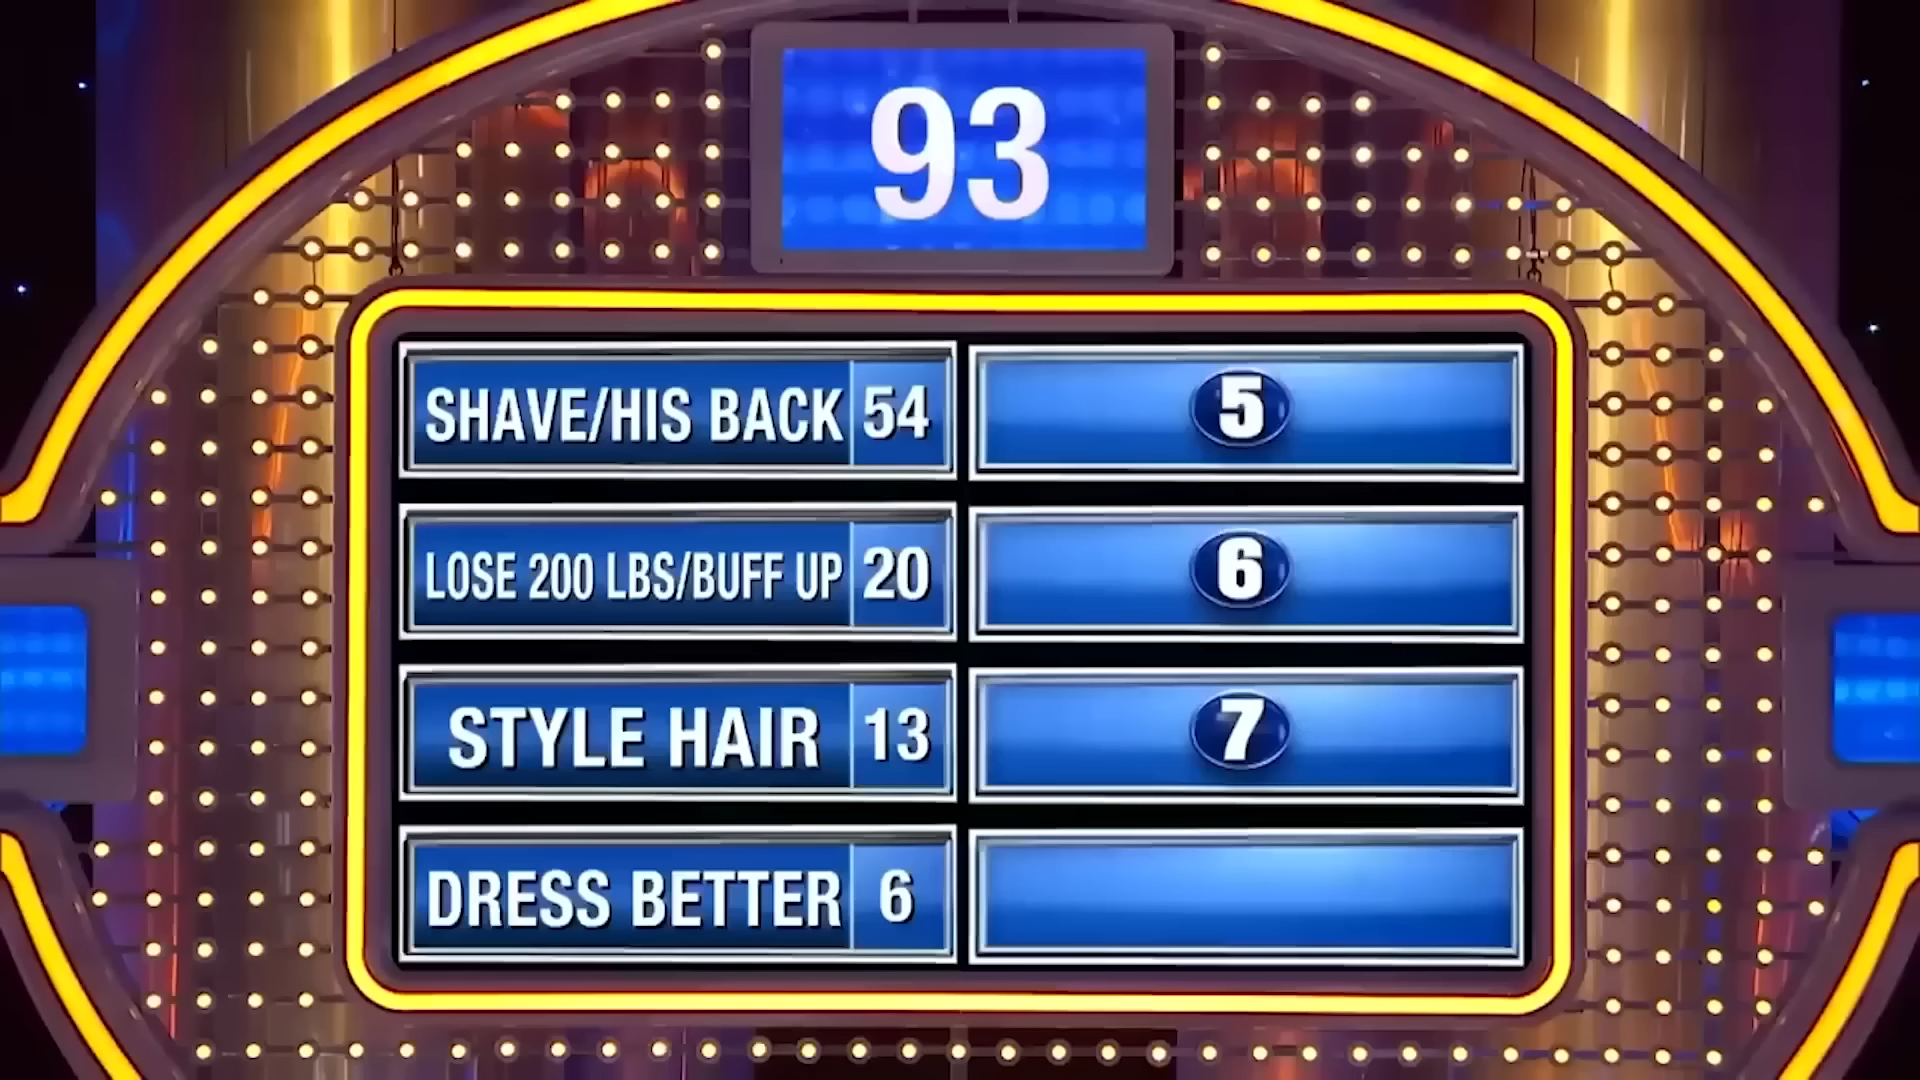 93
SHAVE/HIS BACK 54
5
LOSE 200 LBS/BUFF UP 20
6
STYLE HAIR 13
7
DRESS BETTER 6